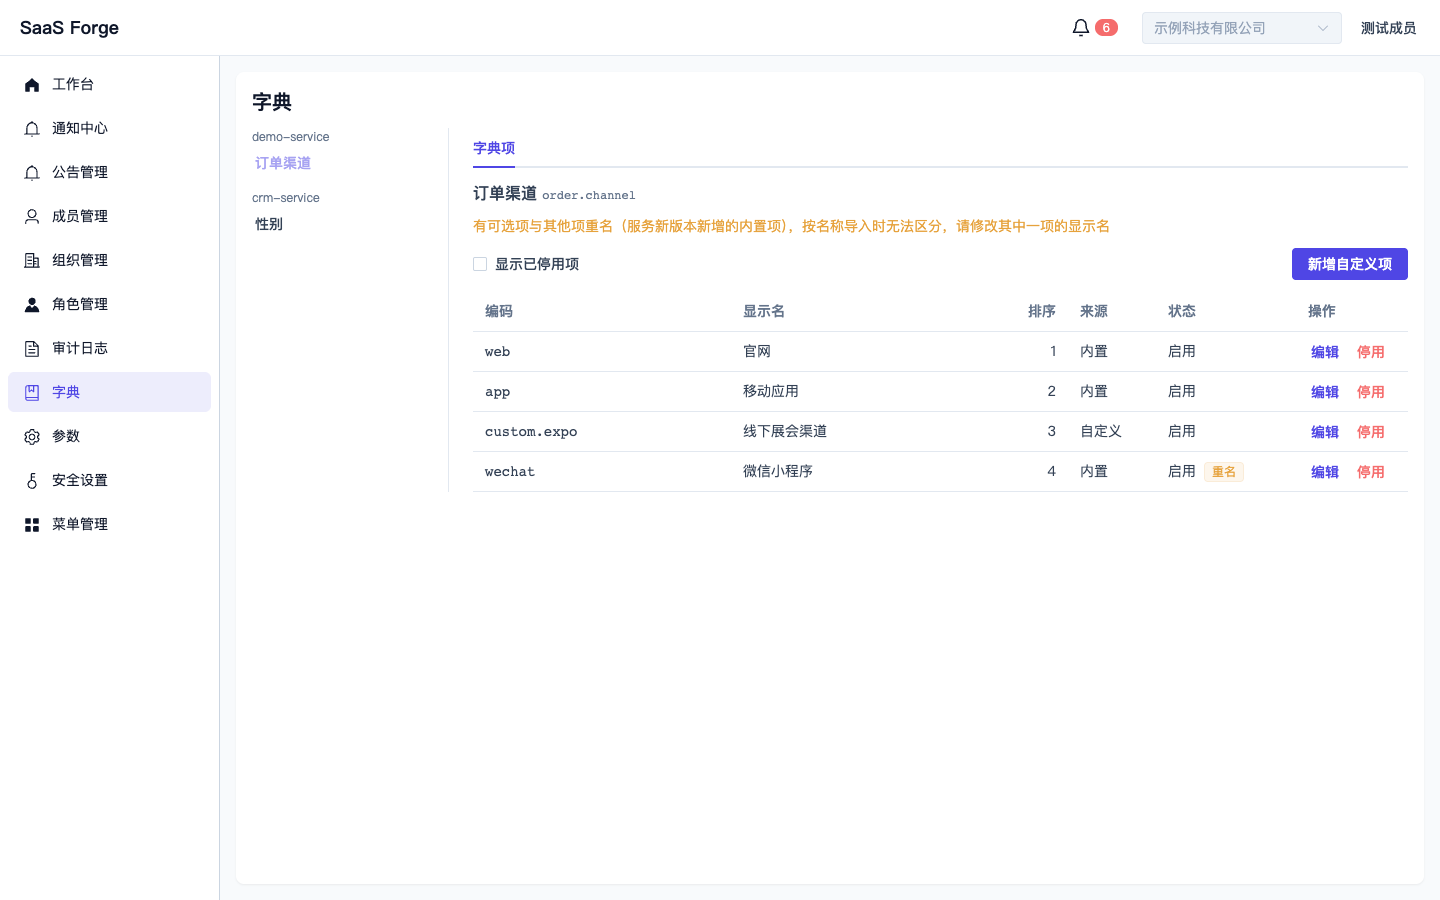 SaaS Forge
6
示例科技有限公司
测试成员
工作台
通知中心
公告管理
成员管理
组织管理
角色管理
审计日志
字典
参数
安全设置
菜单管理
字典
demo-service
订单渠道
crm-service
性别
字典项
订单渠道 order.channel
有可选项与其他项重名（服务新版本新增的内置项），按名称导入时无法区分，请修改其中一项的显示名
显示已停用项
新增自定义项
编码 显示名 排序 来源 状态 操作
web 官网 1 内置 启用 编辑 停用
app 移动应用 2 内置 启用 编辑 停用
custom.expo 线下展会渠道 3 自定义 启用 编辑 停用
wechat 微信小程序 4 内置 启用 重名 编辑 停用